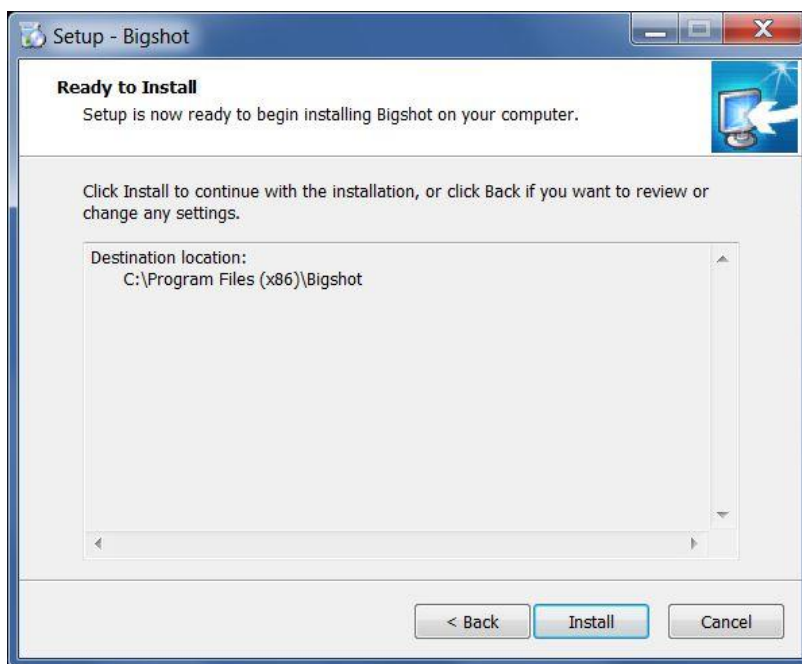 Setup - Bigshot
Ready to Install
Setup is now ready to begin installing Bigshot on your computer.
Click Install to continue with the installation, or click Back if you want to review or
change any settings.
Destination location:
C:\Program Files (x86)\Bigshot
< Back Install Cancel